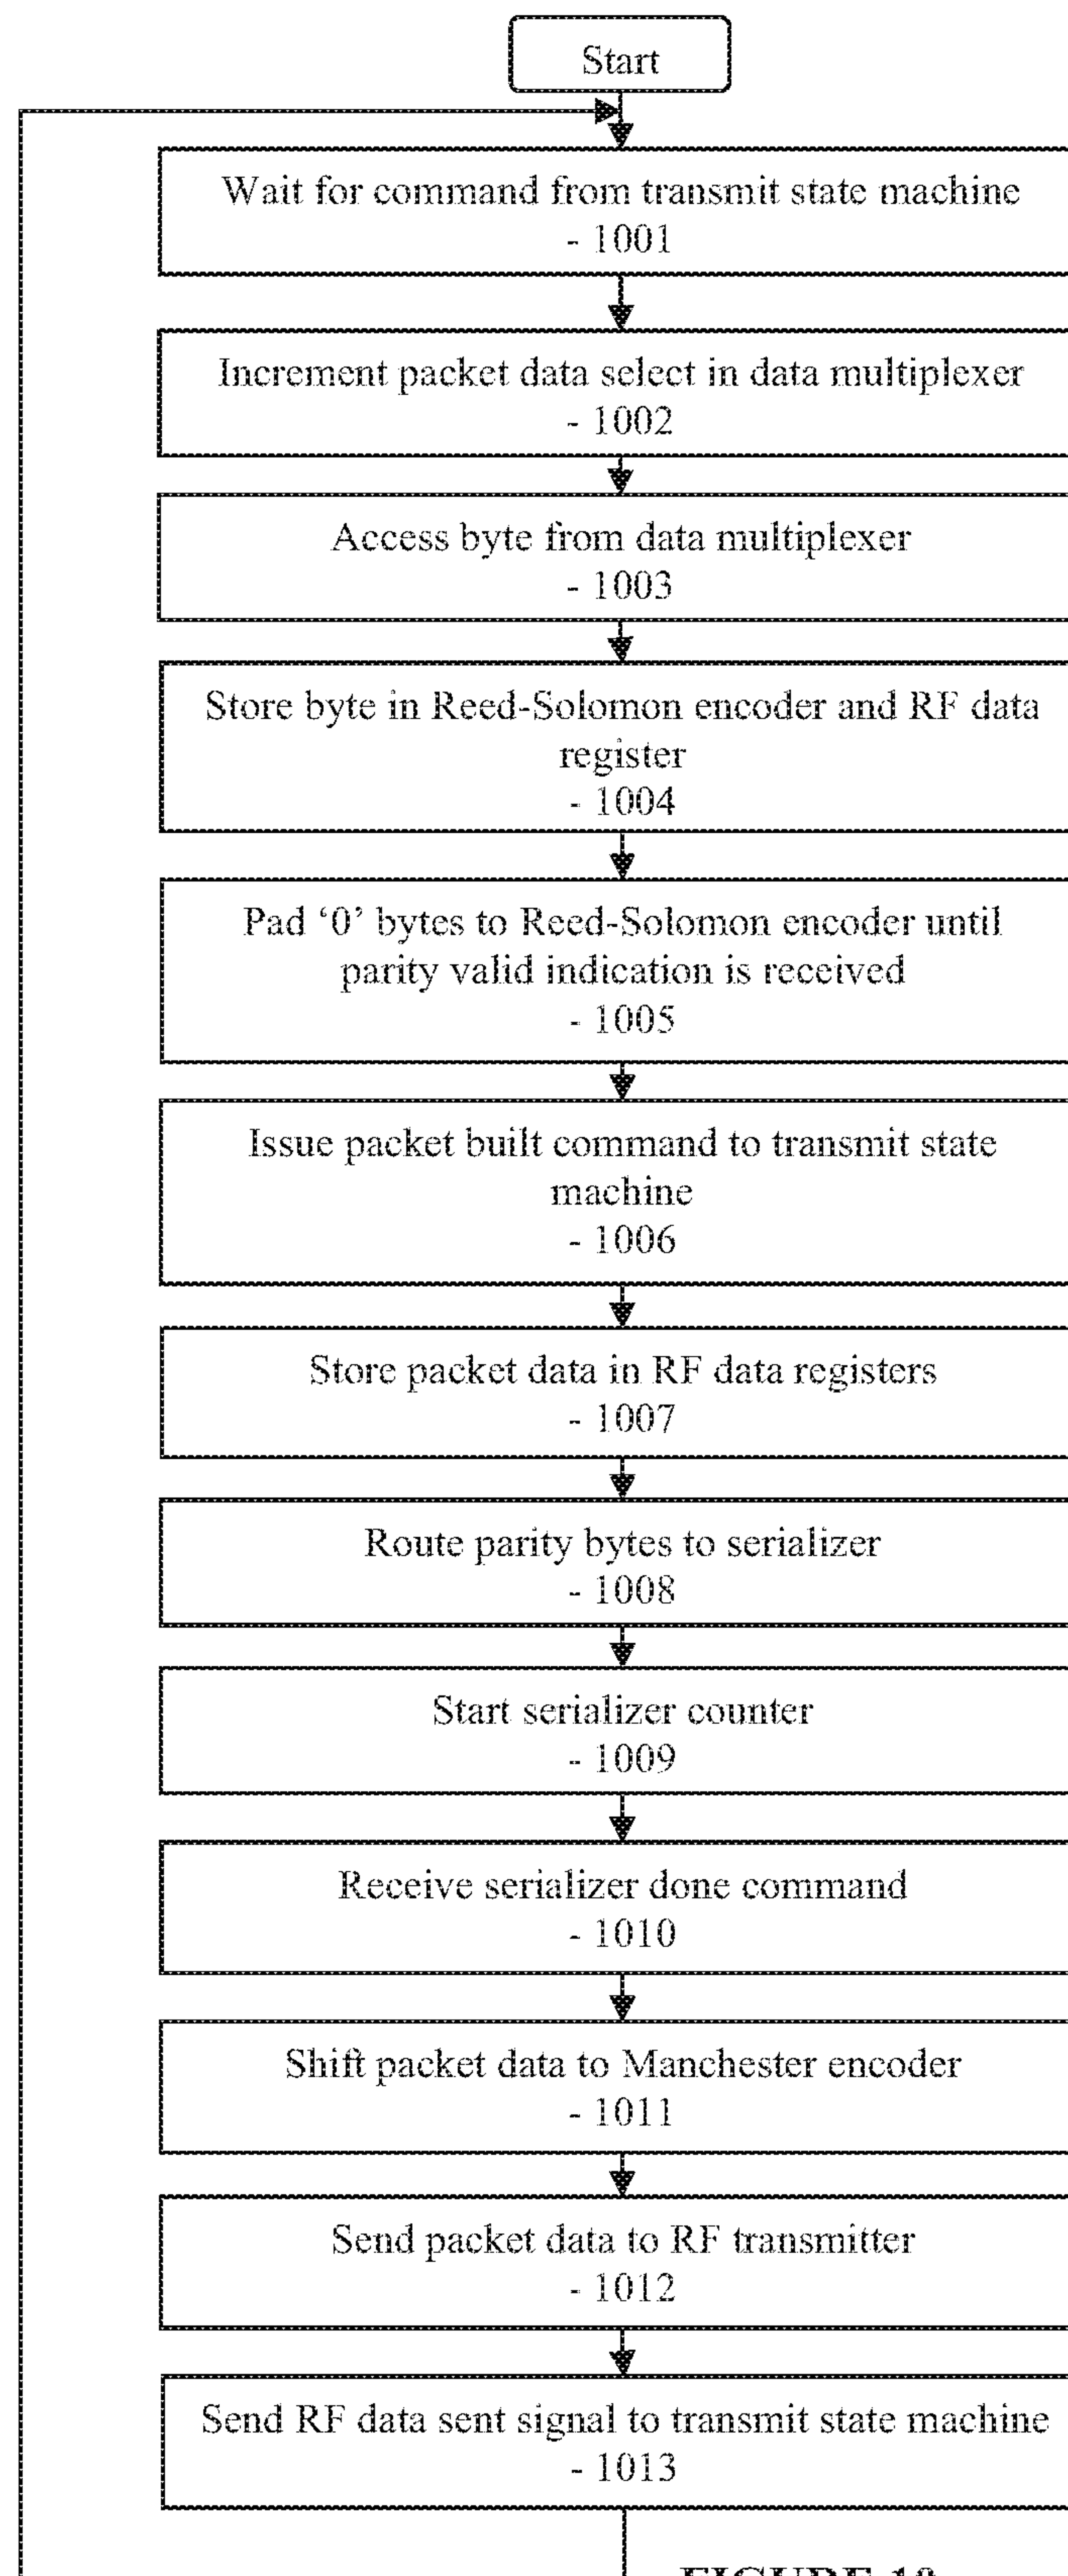 Start
Wait for command from transmit state machine
- 1001
Increment packet data select in data multiplexer
- 1002
Access byte from data multiplexer
- 1003
Store byte in Reed-Solomon encoder and RF data
register
- 1004
Pad ‘0’ bytes to Reed-Solomon encoder until
parity valid indication is received
- 1005
Issue packet built command to transmit state
machine
- 1006
Store packet data in RF data registers
- 1007
Route parity bytes to serializer
- 1008
Start serializer counter
- 1009
Receive serializer done command
- 1010
Shift packet data to Manchester encoder
- 1011
Send packet data to RF transmitter
- 1012
Send RF data sent signal to transmit state machine
- 1013
FIGURE